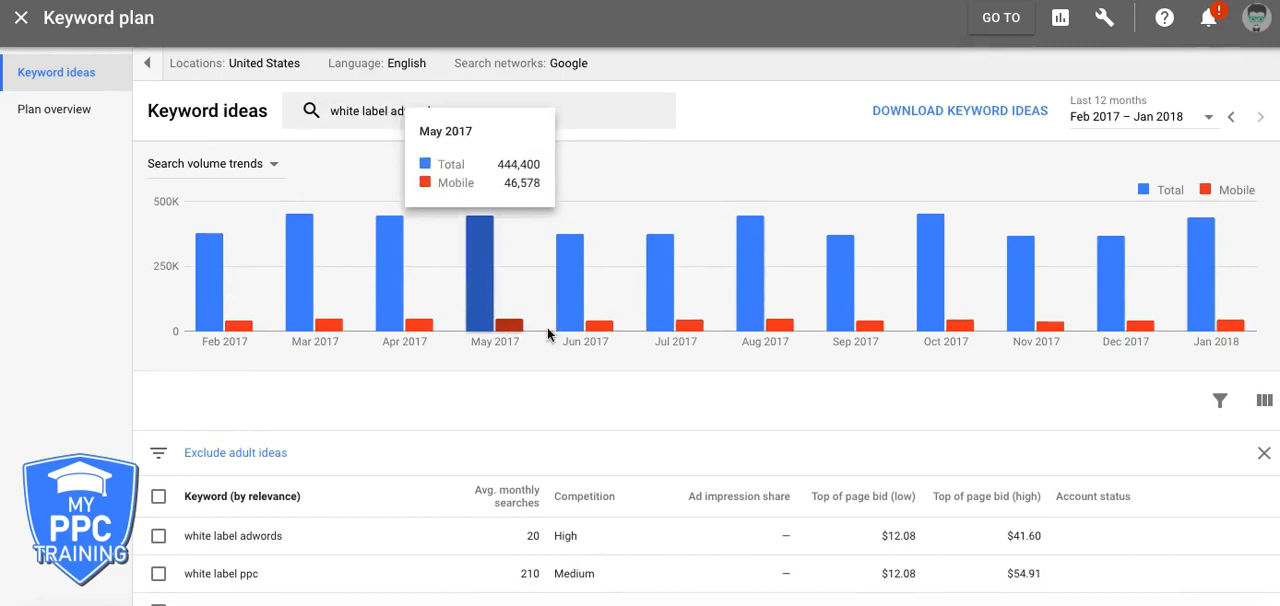 Keyword plan
GO TO
!
Keyword ideas
Plan overview
Locations: United States Language: English Search networks: Google
Keyword ideas
white label
DOWNLOAD KEYWORD IDEAS
Last 12 months
Feb 2017 – Jan 2018
May 2017
Total 444,400
Mobile 46,578
Search volume trends
Total Mobile
500K
250K
0
Feb 2017 Mar 2017 Apr 2017 May 2017 Jun 2017 Jul 2017 Aug 2017 Sep 2017 Oct 2017 Nov 2017 Dec 2017 Jan 2018
Exclude adult ideas
Keyword (by relevance) Avg. monthly searches Competition Ad impression share Top of page bid (low) Top of page bid (high) Account status
white label adwords 20 High – $12.08 $41.60
white label ppc 210 Medium – $12.08 $54.91
MY
PPC
TRAINING